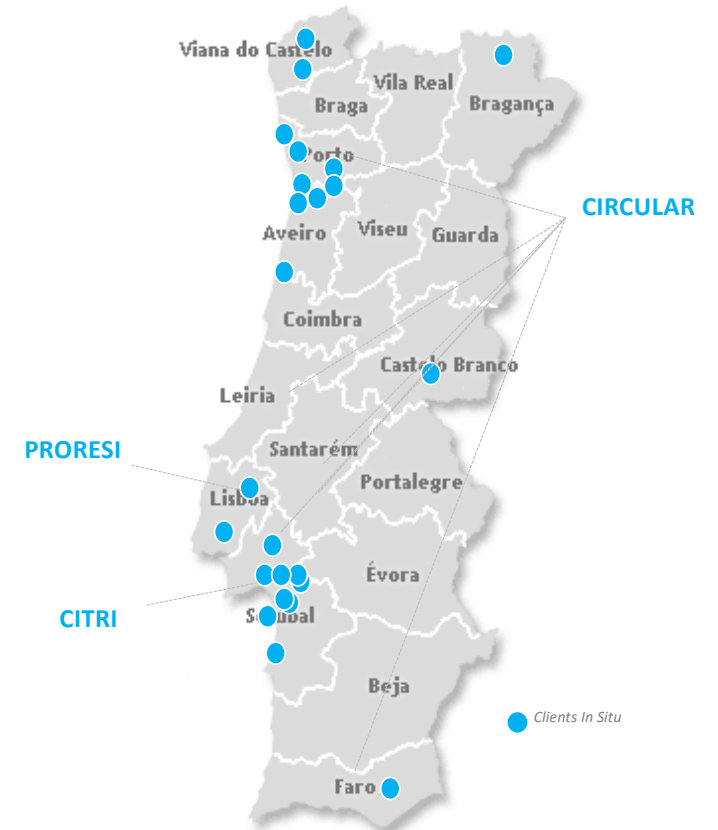 Viana do Castelo
Vila Real
Bragança
Braga
Porto
CIRCULAR
Aveiro
Viseu
Guarda
Coimbra
Castelo Branco
Leiria
PRORESI
Santarém
Portalegre
Lisboa
Évora
CITRI
Setúbal
Beja
Clients In Situ
Faro